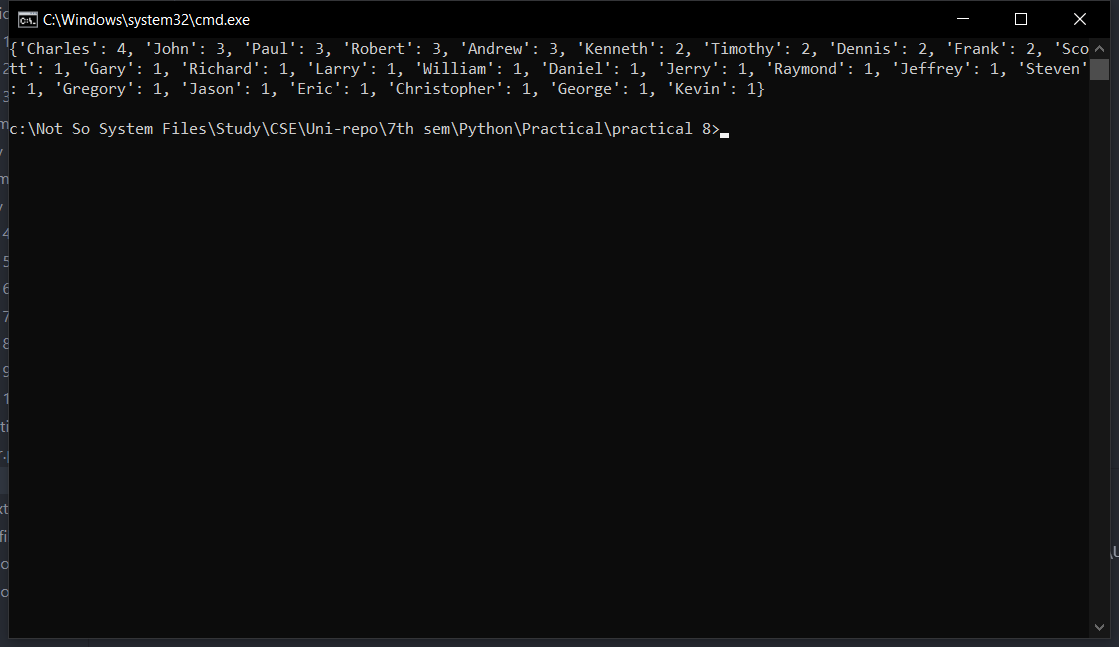 C:\Windows\system32\cmd.exe
{'Charles': 4, 'John': 3, 'Paul': 3, 'Robert': 3, 'Andrew': 3, 'Kenneth': 2, 'Timothy': 2, 'Dennis': 2, 'Frank': 2, 'Sco
tt': 1, 'Gary': 1, 'Richard': 1, 'Larry': 1, 'William': 1, 'Daniel': 1, 'Jerry': 1, 'Raymond': 1, 'Jeffrey': 1, 'Steven'
: 1, 'Gregory': 1, 'Jason': 1, 'Eric': 1, 'Christopher': 1, 'George': 1, 'Kevin': 1}
c:\Not So System Files\Study\CSE\Uni-repo\7th sem\Python\Practical\practical 8>